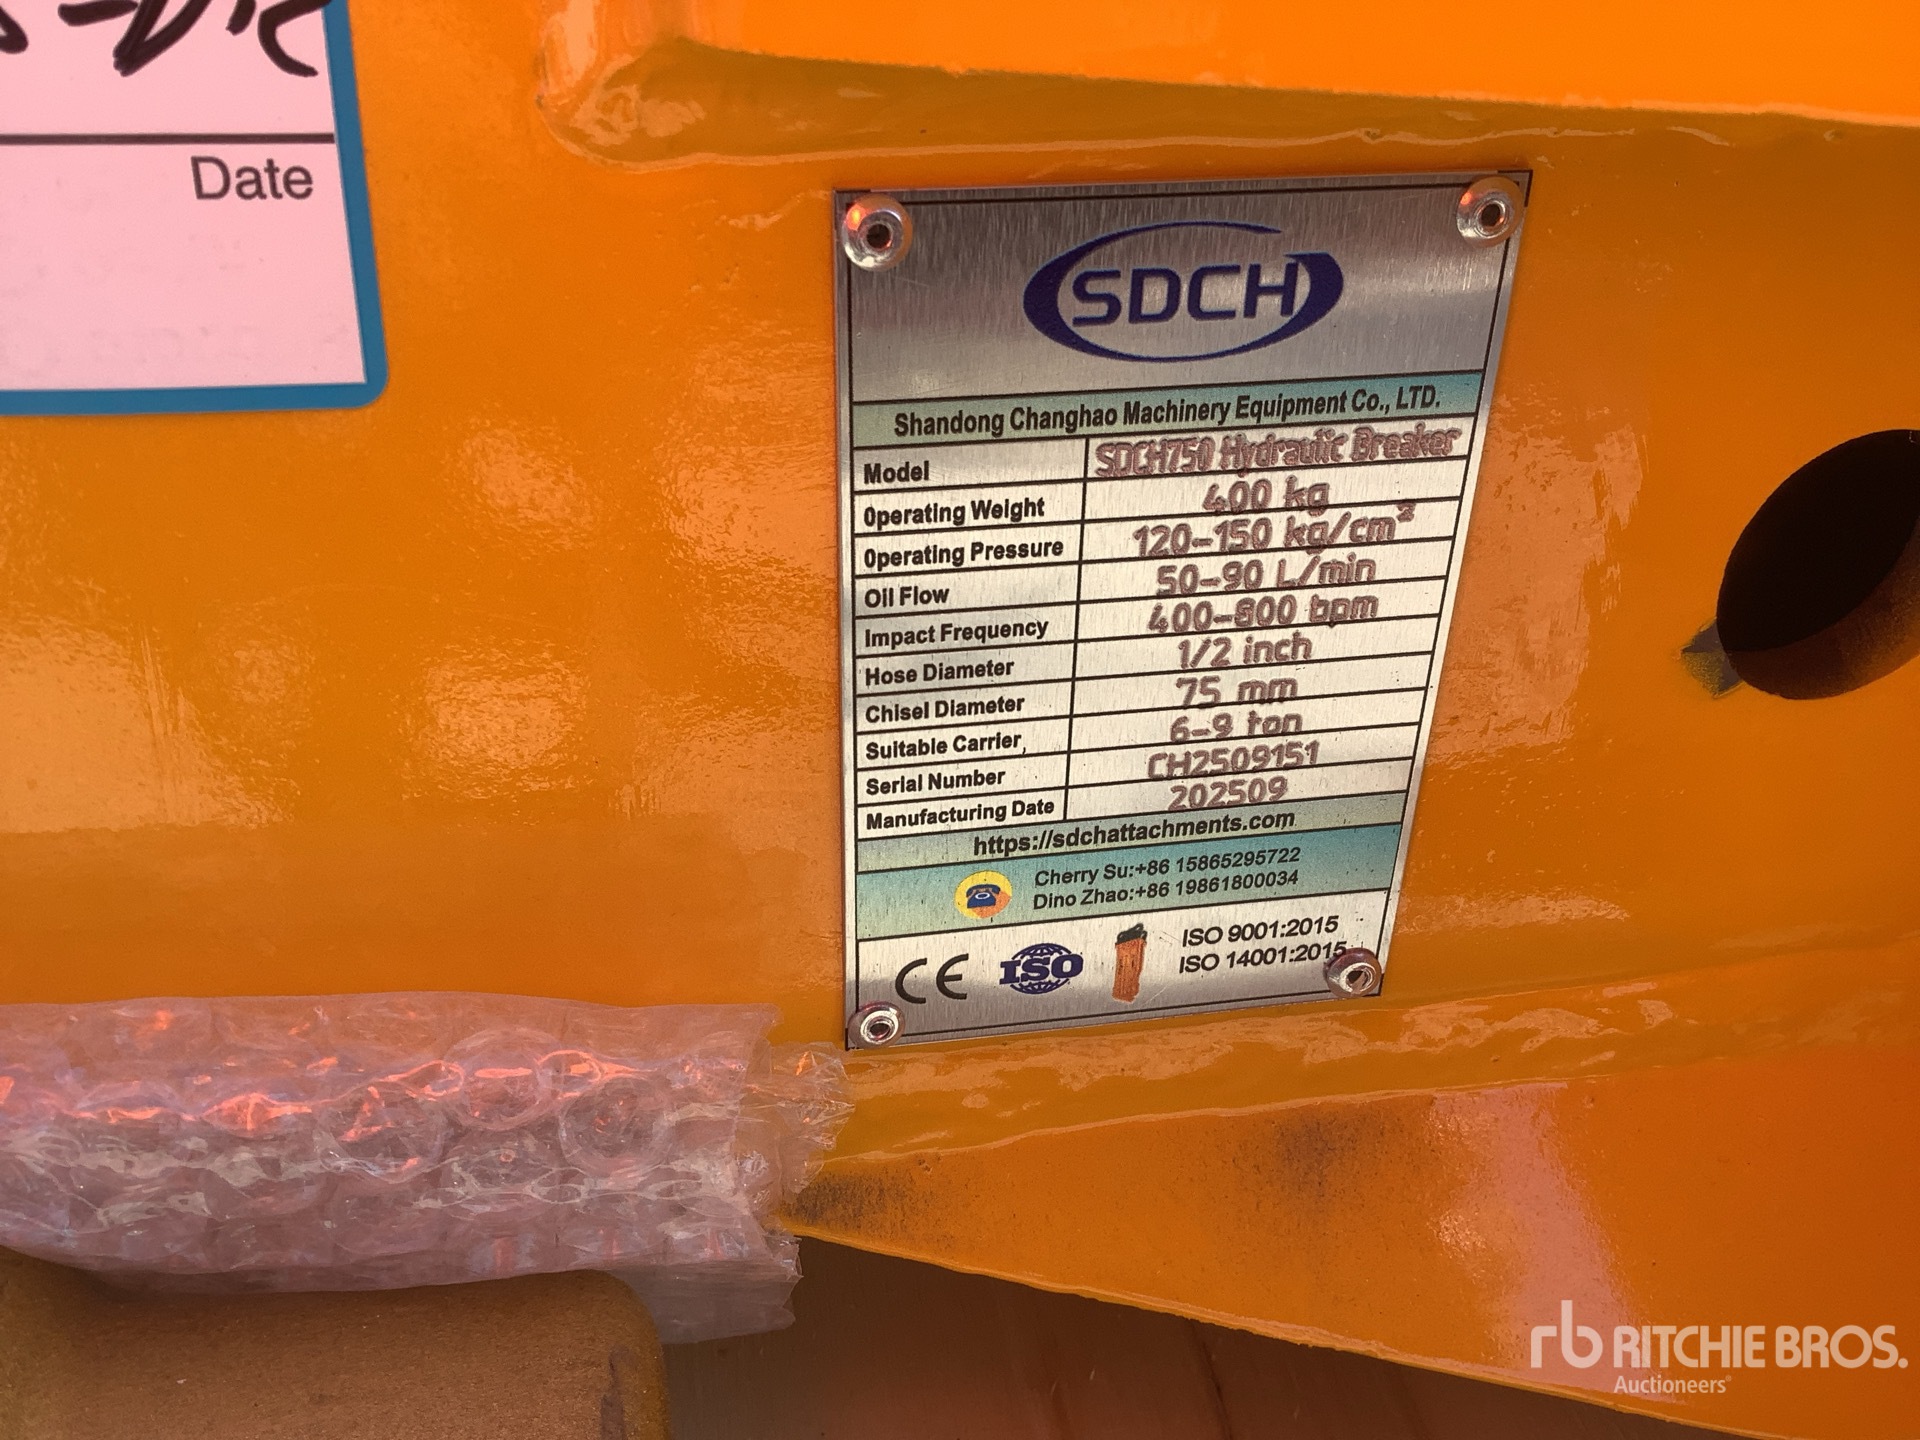 Date
SDCH
Shandong Changhao Machinery Equipment Co., LTD.
Model SDCH750 Hydraulic Breaker
Operating Weight 400 kg
Operating Pressure 120-150 kg/cm²
Oil Flow 50-90 L/min
Impact Frequency 400-800 bpm
Hose Diameter 1/2 inch
Chisel Diameter 75 mm
Suitable Carrier, 6-9 ton
Serial Number CH2509151
Manufacturing Date 202509
https://sdchattachments.com
Cherry Su:+86 15865295722
Dino Zhao:+86 19861800034
CE ISO ISO 9001:2015
ISO 14001:2015
rb RITCHIE BROS.
Auctioneers